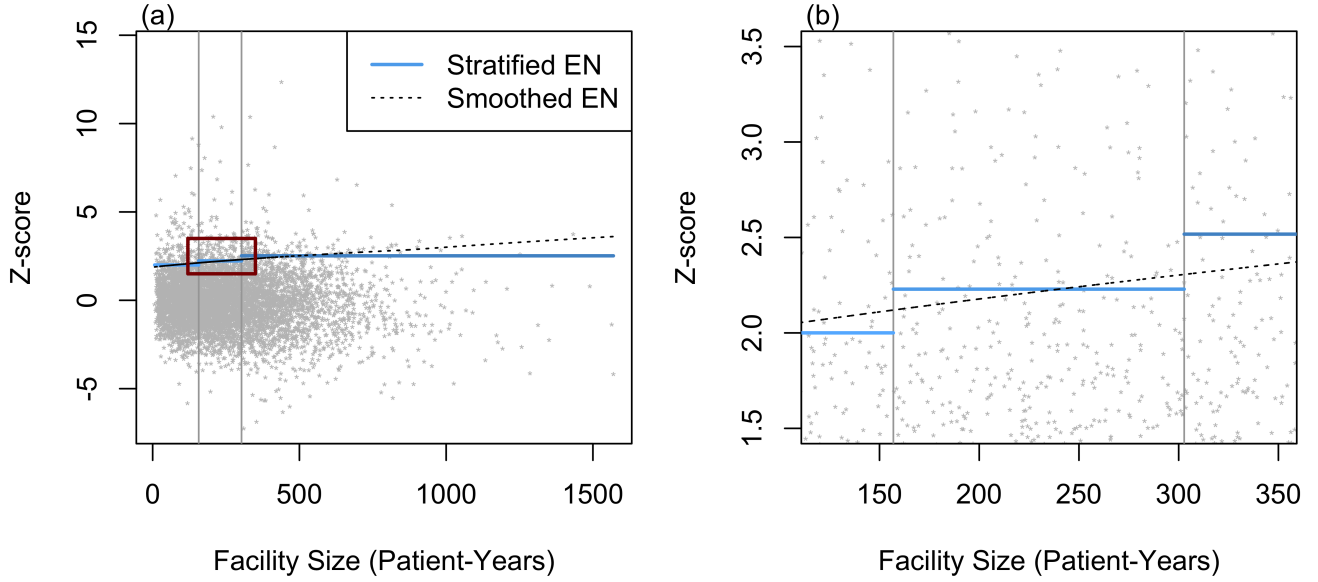 (a)
15
10
5
0
-5
Z-score
Stratified EN
Smoothed EN
0 500 1000 1500
Facility Size (Patient-Years)
(b)
3.5
3.0
2.5
2.0
1.5
Z-score
150 200 250 300 350
Facility Size (Patient-Years)